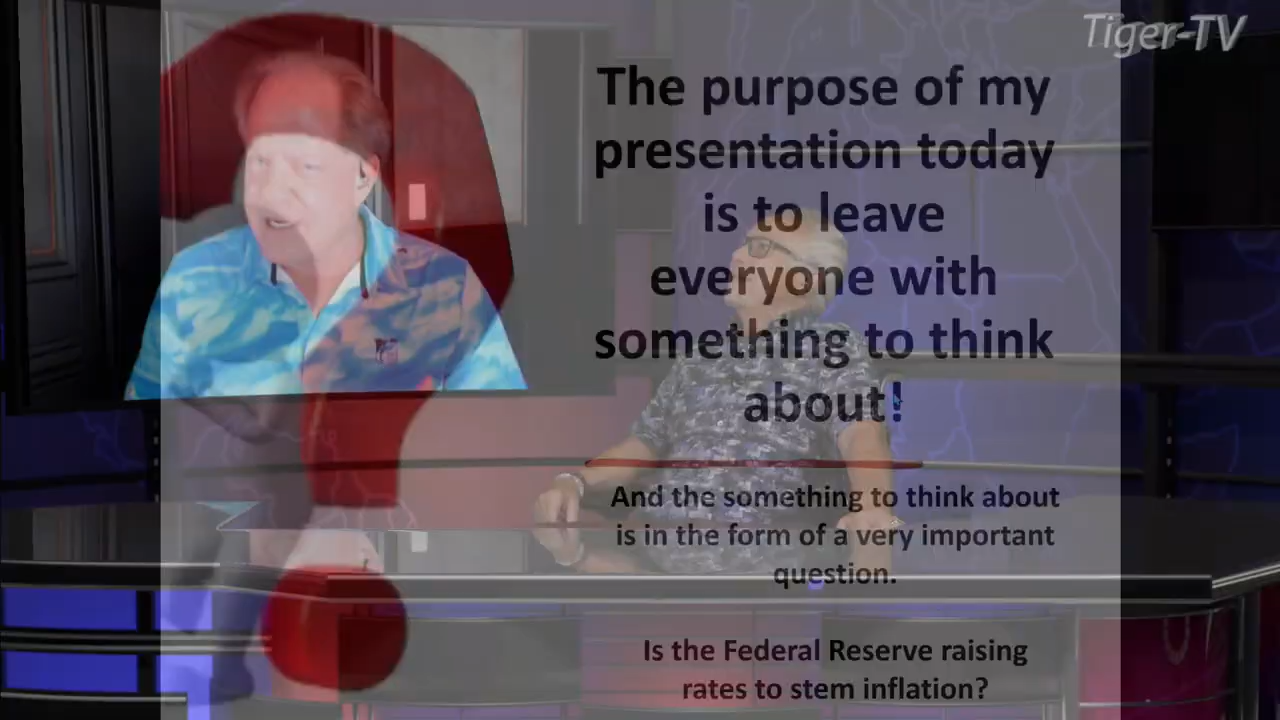 Tiger-TV
The purpose of my
presentation today
is to leave
everyone with
something to think
about!
And the something to think about
is in the form of a very important
question.
Is the Federal Reserve raising
rates to stem inflation?